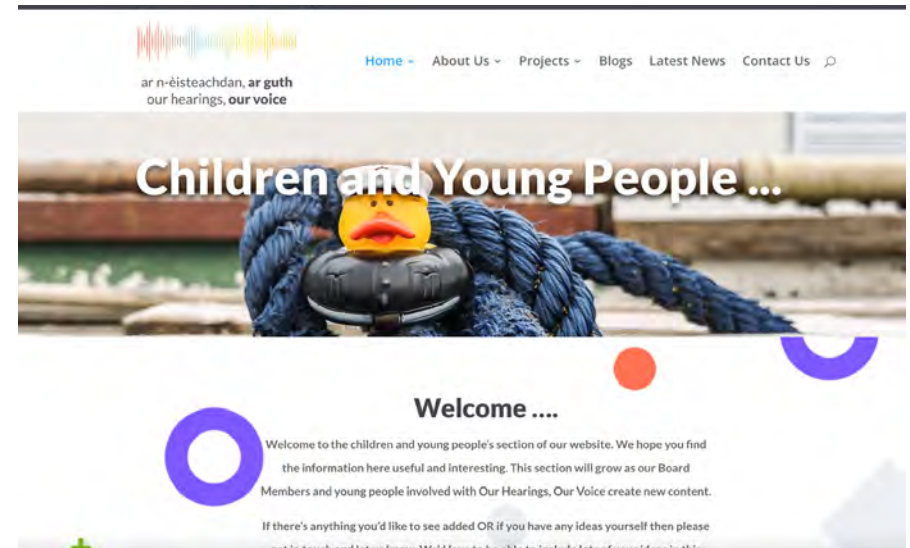 Home About Us Projects Blogs Latest News Contact Us
ar n-èisteachdan, ar guth
our hearings, our voice
Children and Young People ...
Welcome ....
Welcome to the children and young people's section of our website. We hope you find
the information here useful and interesting. This section will grow as our Board
Members and young people involved with Our Hearings, Our Voice create new content.
If there's anything you'd like to see added OR if you have any ideas yourself then please